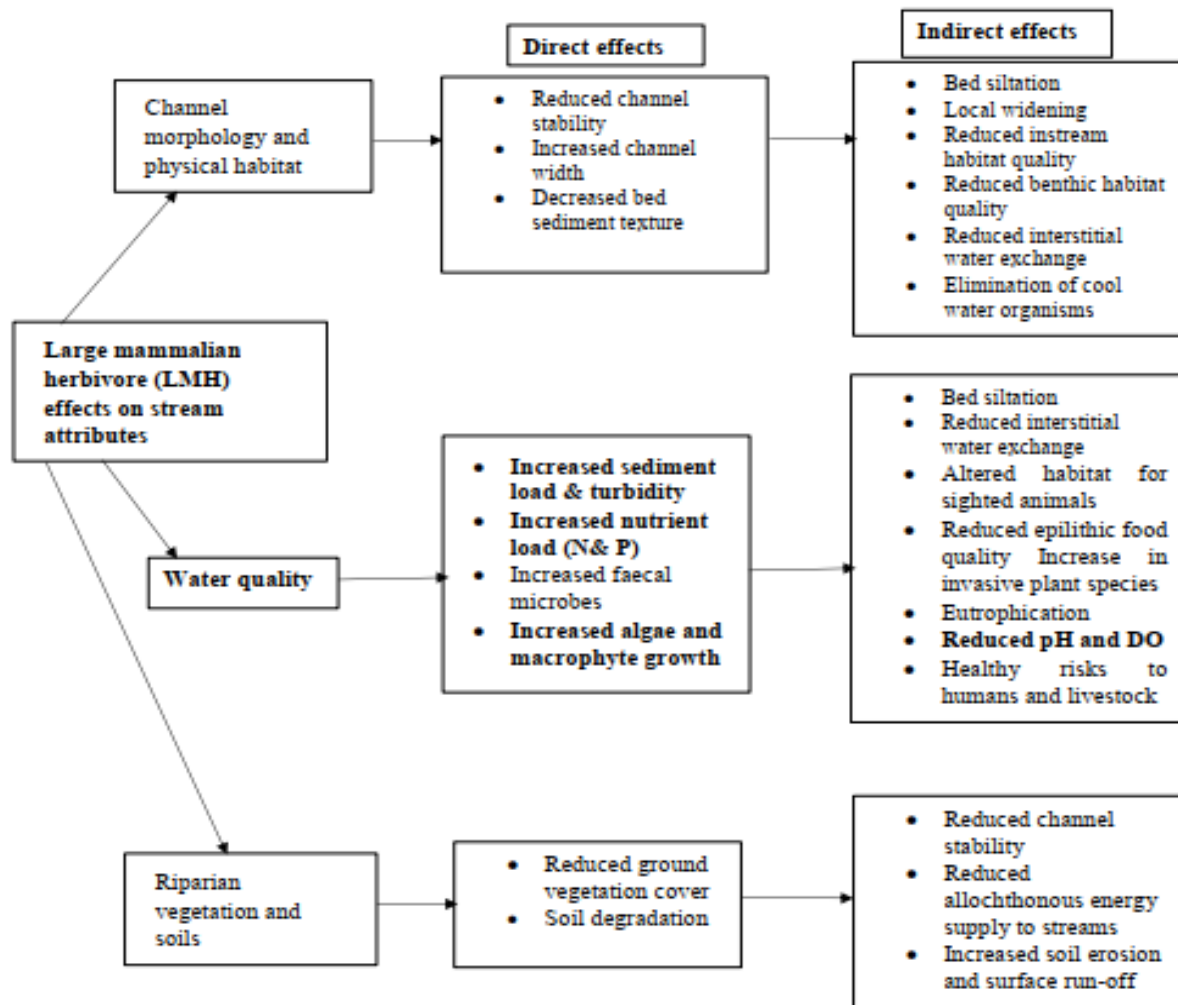 Direct effects
Indirect effects
Channel
morphology and
physical habitat
• Reduced channel
stability
• Increased channel
width
• Decreased bed
sediment texture
• Bed siltation
• Local widening
• Reduced instream
habitat quality
• Reduced benthic habitat
quality
• Reduced interstitial
water exchange
• Elimination of cool
water organisms
Large mammalian
herbivore (LMH)
effects on stream
attributes
Water quality
• Increased sediment
load & turbidity
• Increased nutrient
load (N& P)
• Increased faecal
microbes
• Increased algae and
macrophyte growth
• Bed siltation
• Reduced interstitial
water exchange
• Altered habitat for
sighted animals
• Reduced epilithic food
quality Increase in
invasive plant species
• Eutrophication
• Reduced pH and DO
• Healthy risks to
humans and livestock
Riparian
vegetation and
soils
• Reduced ground
vegetation cover
• Soil degradation
• Reduced channel
stability
• Reduced
allochthonous energy
supply to streams
• Increased soil erosion
and surface run-off